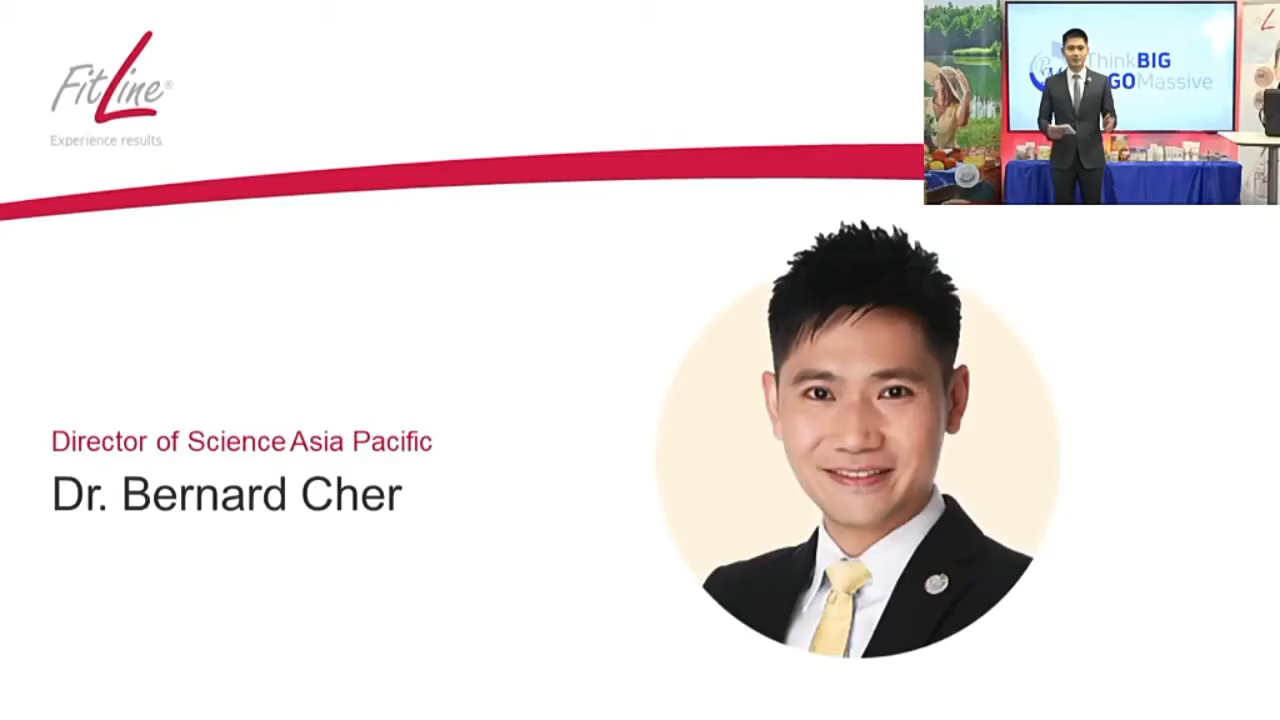 FitLine®
Experience results.
ThinkBIG
GOMassive
Director of Science Asia Pacific
Dr. Bernard Cher